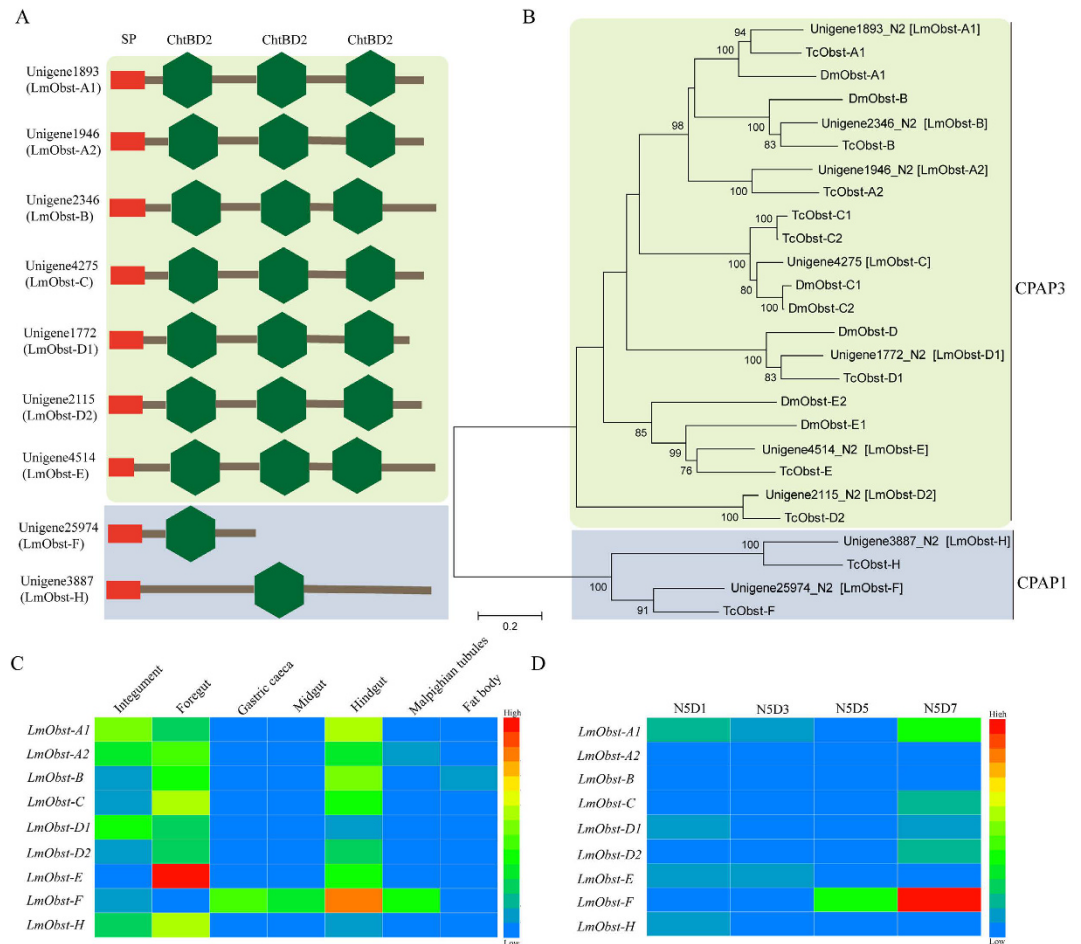 A
SP ChtBD2 ChtBD2 ChtBD2
Unigene1893
(LmObst-A1)
Unigene1946
(LmObst-A2)
Unigene2346
(LmObst-B)
Unigene4275
(LmObst-C)
Unigene1772
(LmObst-D1)
Unigene2115
(LmObst-D2)
Unigene4514
(LmObst-E)
Unigene25974
(LmObst-F)
Unigene3887
(LmObst-H)
B
94 Unigene1893_N2 [LmObst-A1]
100 TcObst-A1
DmObst-A1
DmObst-B
100 Unigene2346_N2 [LmObst-B]
83 TcObst-B
98
Unigene1946_N2 [LmObst-A2]
100 TcObst-A2
100 TcObst-C1
TcObst-C2
100 Unigene4275 [LmObst-C]
80 DmObst-C1
100 DmObst-C2
DmObst-D
100 Unigene1772_N2 [LmObst-D1]
83 TcObst-D1
DmObst-E2
85 DmObst-E1
99 Unigene4514_N2 [LmObst-E]
76 TcObst-E
Unigene2115_N2 [LmObst-D2]
100 TcObst-D2
CPAP3
100 Unigene3887_N2 [LmObst-H]
TcObst-H
100 Unigene25974_N2 [LmObst-F]
91 TcObst-F
CPAP1
0.2
C
Integument Foregut Gastric caeca Midgut Hindgut Malpighian tubules Fat body
LmObst-A1
LmObst-A2
LmObst-B
LmObst-C
LmObst-D1
LmObst-D2
LmObst-E
LmObst-F
LmObst-H
High
Low
D
N5D1 N5D3 N5D5 N5D7
LmObst-A1
LmObst-A2
LmObst-B
LmObst-C
LmObst-D1
LmObst-D2
LmObst-E
LmObst-F
LmObst-H
High
Low